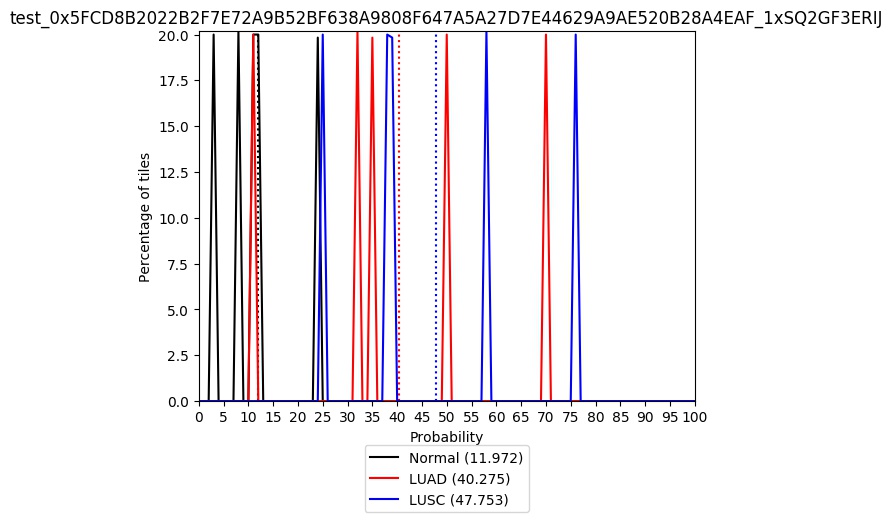 test_0x5FCD8B2022B2F7E72A9B52BF638A9808F647A5A27D7E44629A9AE520B28A4EAF_1xSQ2GF3ERIJ
20.0
17.5
15.0
12.5
10.0
7.5
5.0
2.5
0.0
Percentage of tiles
0 5 10 15 20 25 30 35 40 45 50 55 60 65 70 75 80 85 90 95 100
Probability
Normal (11.972)
LUAD (40.275)
LUSC (47.753)